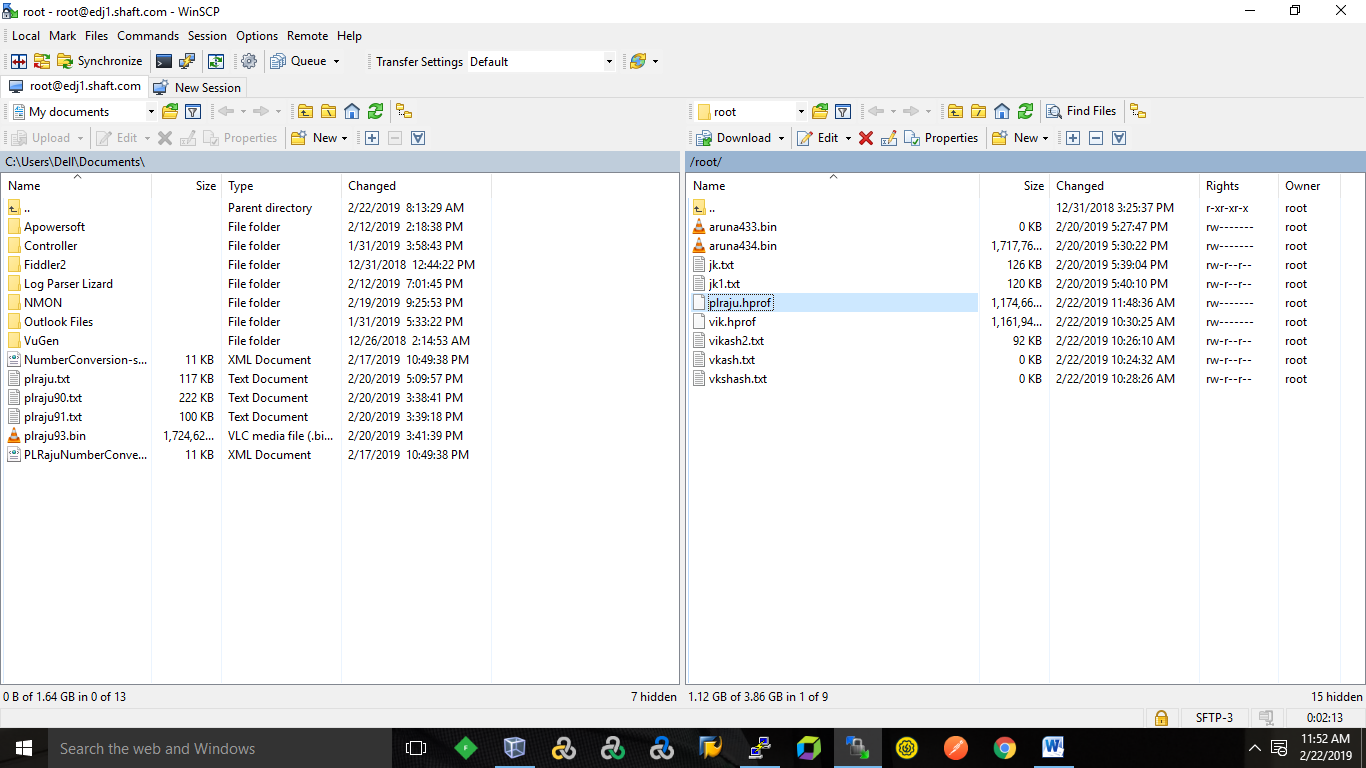 root - root@edj1.shaft.com - WinSCP
Local Mark Files Commands Session Options Remote Help
Synchronize Queue Transfer Settings Default
root@edj1.shaft.com New Session
My documents root Find Files
Upload Edit Properties New Download Edit Properties New
C:\Users\Dell\Documents\ /root/
Name Size Type Changed
.. Parent directory 2/22/2019 8:13:29 AM
Apowersoft File folder 2/12/2019 2:18:38 PM
Controller File folder 1/31/2019 3:58:43 PM
Fiddler2 File folder 12/31/2018 12:44:22 PM
Log Parser Lizard File folder 2/12/2019 7:01:45 PM
NMON File folder 2/19/2019 9:25:53 PM
Outlook Files File folder 1/31/2019 5:33:22 PM
VuGen File folder 12/26/2018 2:14:53 AM
NumberConversion-s... 11 KB XML Document 2/17/2019 10:49:38 PM
plraju.txt 117 KB Text Document 2/20/2019 5:09:57 PM
plraju90.txt 222 KB Text Document 2/20/2019 3:38:41 PM
plraju91.txt 100 KB Text Document 2/20/2019 3:39:18 PM
plraju93.bin 1,724,62... VLC media file (.bi... 2/20/2019 3:41:39 PM
PLRajuNumberConve... 11 KB XML Document 2/17/2019 10:49:38 PM
Name Size Changed Rights Owner
.. 12/31/2018 3:25:37 PM r-xr-xr-x root
aruna433.bin 0 KB 2/20/2019 5:27:47 PM rw------- root
aruna434.bin 1,717,76... 2/20/2019 5:30:22 PM rw------- root
jk.txt 126 KB 2/20/2019 5:39:04 PM rw-r--r-- root
jk1.txt 120 KB 2/20/2019 5:40:10 PM rw-r--r-- root
plraju.hprof 1,174,66... 2/22/2019 11:48:36 AM rw------- root
vik.hprof 1,161,94... 2/22/2019 10:30:25 AM rw------- root
vikash2.txt 92 KB 2/22/2019 10:26:10 AM rw-r--r-- root
vkash.txt 0 KB 2/22/2019 10:24:32 AM rw-r--r-- root
vkshash.txt 0 KB 2/22/2019 10:28:26 AM rw-r--r-- root
0 B of 1.64 GB in 0 of 13 7 hidden 1.12 GB of 3.86 GB in 1 of 9 15 hidden
SFTP-3 0:02:13
Search the web and Windows
11:52 AM
2/22/2019